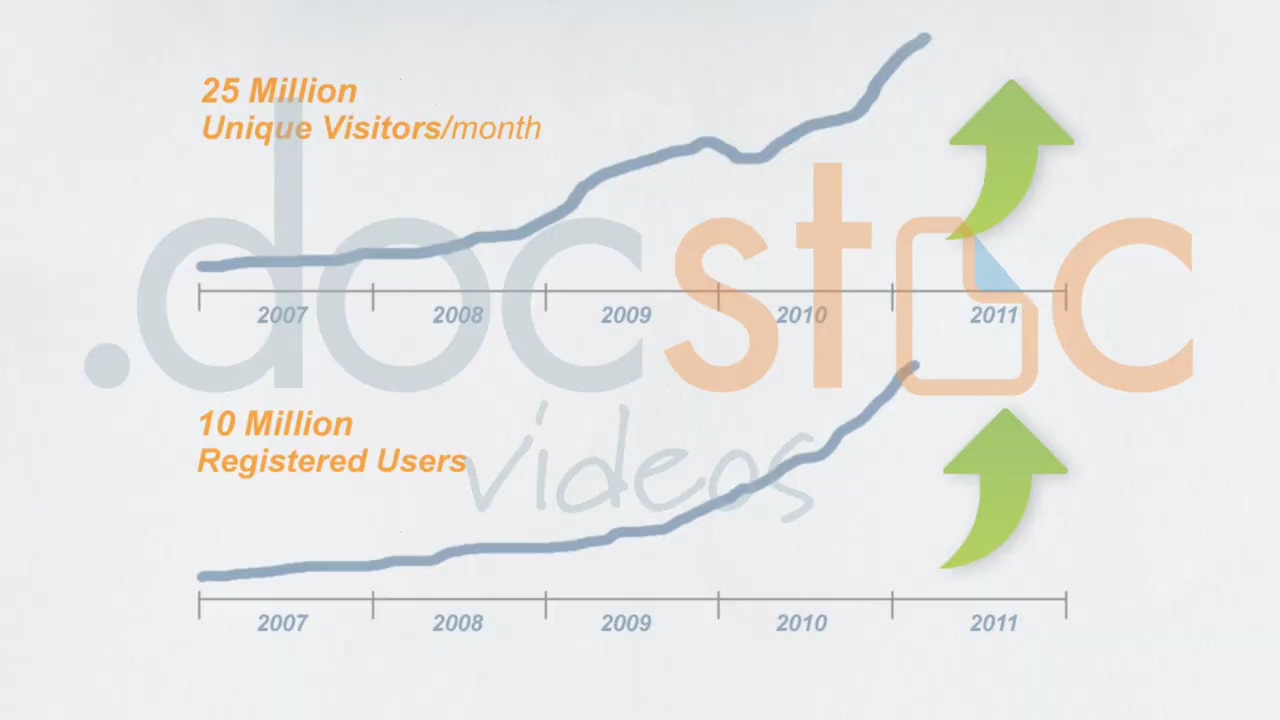 25 Million
Unique Visitors/month
2007 2008 2009 2010 2011
.docstoc
videos
10 Million
Registered Users
2007 2008 2009 2010 2011